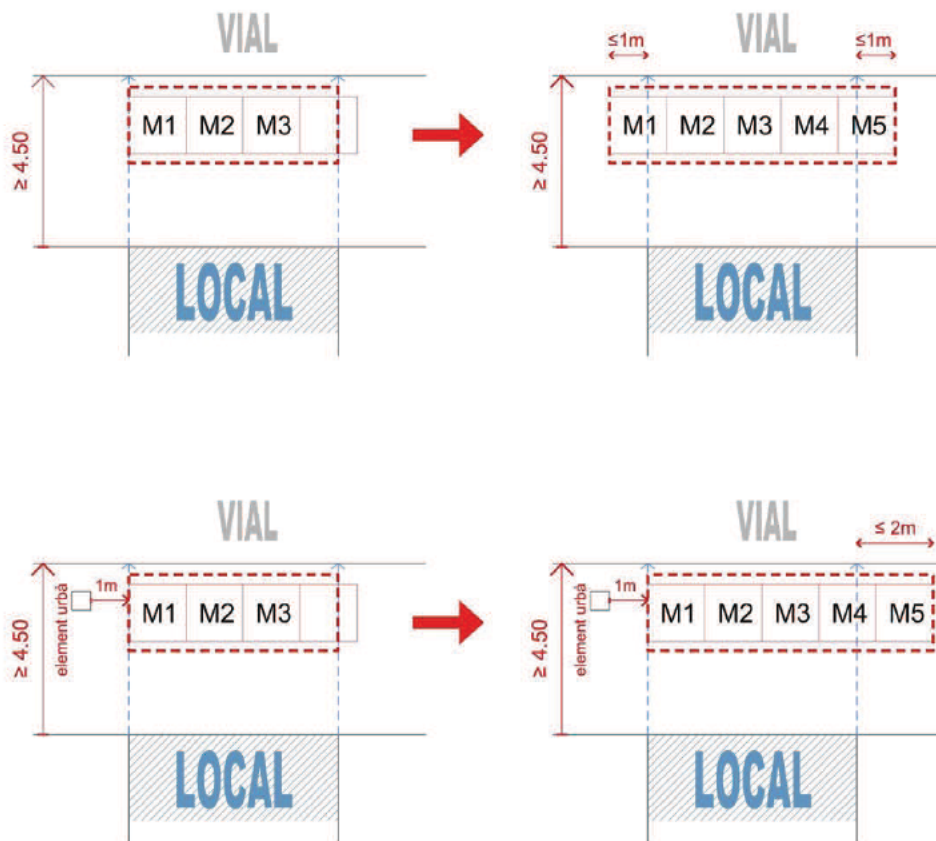 VIAL
≥ 4.50
M1 M2 M3
LOCAL
VIAL
≤1m
≤1m
≥ 4.50
M1 M2 M3 M4 M5
LOCAL
VIAL
≥ 4.50
element urbà
1m
M1 M2 M3
LOCAL
VIAL
≤ 2m
≥ 4.50
element urbà
1m
M1 M2 M3 M4 M5
LOCAL